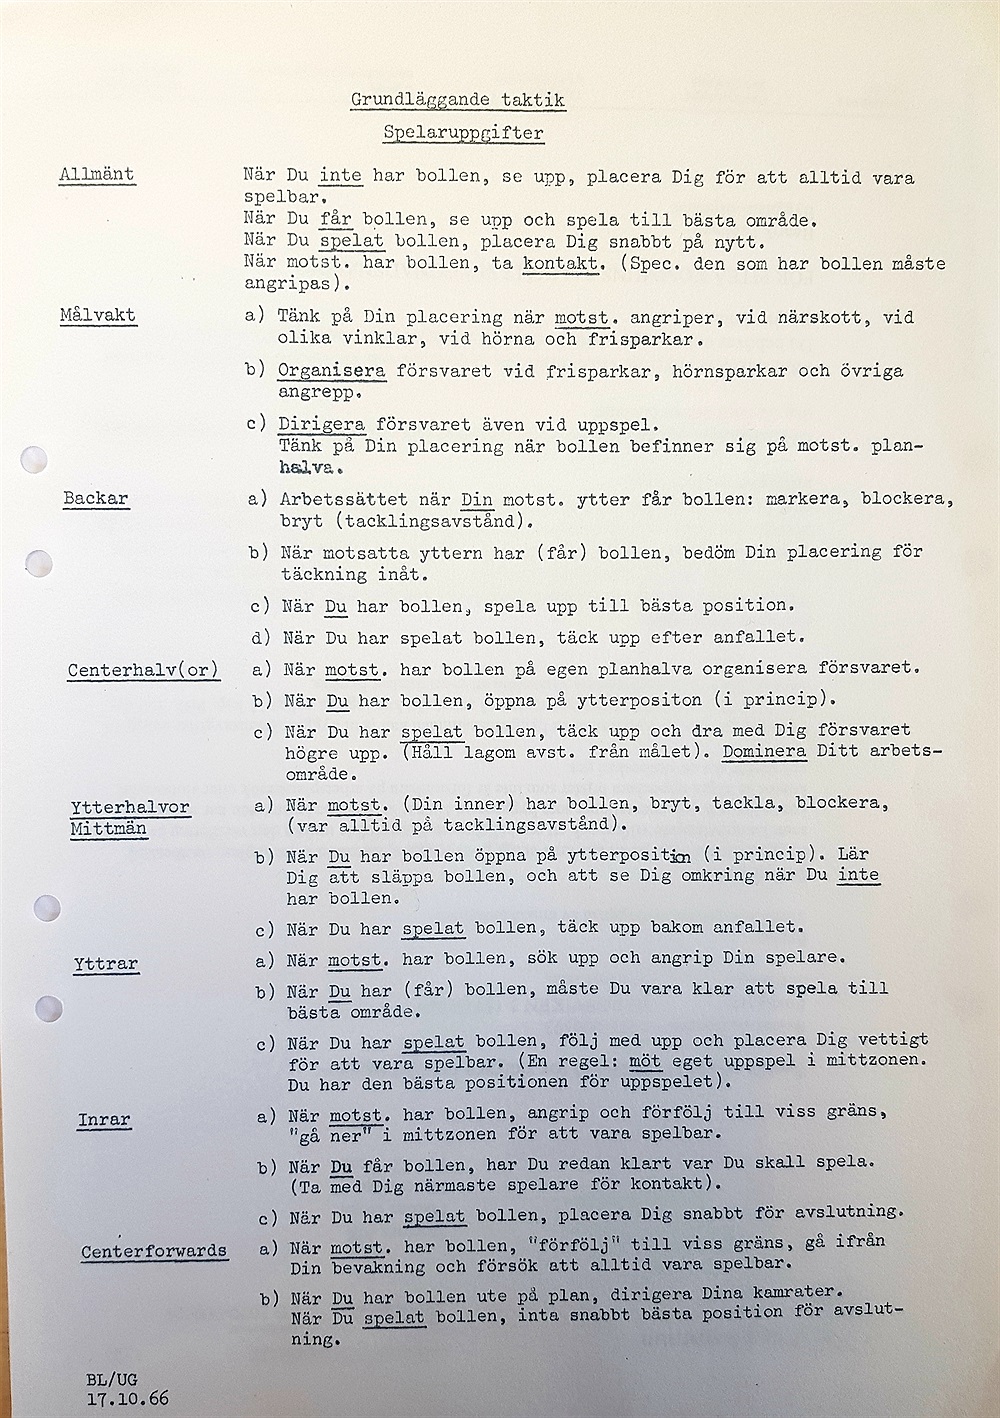 Grundläggande taktik
Spelaruppgifter
Allmänt När Du inte har bollen, se upp, placera Dig för att alltid vara
spelbar.
När Du får bollen, se upp och spela till bästa område.
När Du spelat bollen, placera Dig snabbt på nytt.
När motst. har bollen, ta kontakt. (Spec. den som har bollen måste
angripas).
Målvakt a) Tänk på Din placering när motst. angriper, vid närskott, vid
olika vinklar, vid hörna och frisparkar.
b) Organisera försvaret vid frisparkar, hörnsparkar och övriga
angrepp.
c) Dirigera försvaret även vid uppspel.
Tänk på Din placering när bollen befinner sig på motst. plan-
halva.
Backar a) Arbetssättet när Din motst. ytter får bollen: markera, blockera,
bryt (tacklingsavstånd).
b) När motsatta yttern har (får) bollen, bedöm Din placering för
täckning inåt.
c) När Du har bollen, spela upp till bästa position.
d) När Du har spelat bollen, täck upp efter anfallet.
Centerhalv(or) a) När motst. har bollen på egen planhalva organisera försvaret.
b) När Du har bollen, öppna på ytterpositon (i princip).
c) När Du har spelat bollen, täck upp och dra med Dig försvaret
högre upp. (Håll lagom avst. från målet). Dominera Ditt arbets-
område.
Ytterhalvor a) När motst. (Din inner) har bollen, bryt, tackla, blockera,
Mittmän (var alltid på tacklingsavstånd).
b) När Du har bollen öppna på ytterposition (i princip). Lär
Dig att släppa bollen, och att se Dig omkring när Du inte
har bollen.
c) När Du har spelat bollen, täck upp bakom anfallet.
Yttrar a) När motst. har bollen, sök upp och angrip Din spelare.
b) När Du har (får) bollen, måste Du vara klar att spela till
bästa område.
c) När Du har spelat bollen, följ med upp och placera Dig vettigt
för att vara spelbar. (En regel: möt eget uppspel i mittzonen.
Du har den bästa positionen för uppspelet).
Inrar a) När motst. har bollen, angrip och förfölj till viss gräns,
"gå ner" i mittzonen för att vara spelbar.
b) När Du får bollen, har Du redan klart var Du skall spela.
(Ta med Dig närmaste spelare för kontakt).
c) När Du har spelat bollen, placera Dig snabbt för avslutning.
Centerforwards a) När motst. har bollen, "förfölj" till viss gräns, gå ifrån
Din bevakning och försök att alltid vara spelbar.
b) När Du har bollen ute på plan, dirigera Dina kamrater.
När Du spelat bollen, inta snabbt bästa position för avslut-
ning.
BL/UG
17.10.66